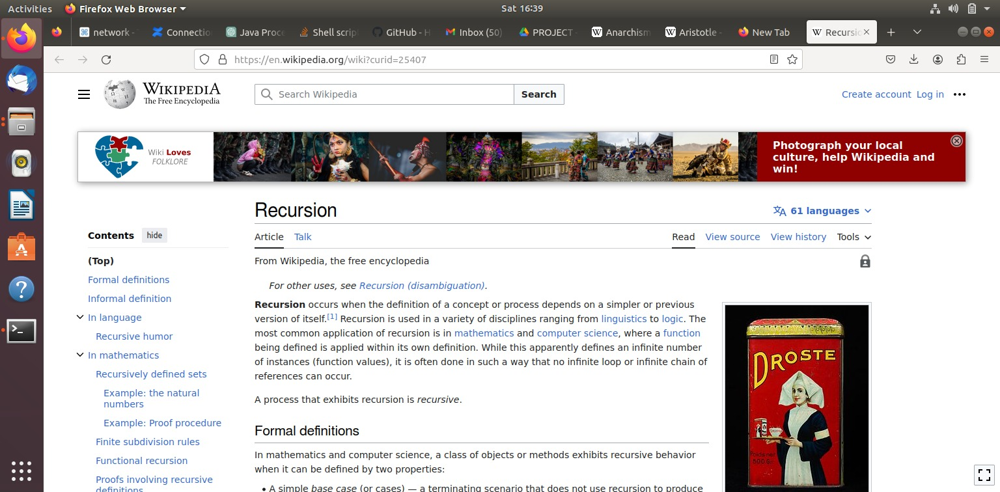 Activities
Firefox Web Browser
Sat 16:39
network -
Connectio
Java Proce
Shell scrip
GitHub - H
Inbox (50)
PROJECT -
Anarchism
Aristotle -
New Tab
Recursio
https://en.wikipedia.org/wiki?curid=25407
WIKIPEDIA
The Free Encyclopedia
Search Wikipedia
Search
Create account
Log in
Wiki Loves
FOLKLORE
Photograph your local
culture, help Wikipedia and
win!
Recursion
61 languages
Contents
hide
Article
Talk
Read
View source
View history
Tools
(Top)
Formal definitions
Informal definition
In language
Recursive humor
In mathematics
Recursively defined sets
Example: the natural
numbers
Example: Proof procedure
Finite subdivision rules
Functional recursion
Proofs involving recursive
definitions
From Wikipedia, the free encyclopedia
For other uses, see Recursion (disambiguation).
Recursion occurs when the definition of a concept or process depends on a simpler or previous
version of itself.[1] Recursion is used in a variety of disciplines ranging from linguistics to logic. The
most common application of recursion is in mathematics and computer science, where a function
being defined is applied within its own definition. While this apparently defines an infinite number
of instances (function values), it is often done in such a way that no infinite loop or infinite chain of
references can occur.
A process that exhibits recursion is recursive.
Formal definitions
In mathematics and computer science, a class of objects or methods exhibits recursive behavior
when it can be defined by two properties:
• A simple base case (or cases) — a terminating scenario that does not use recursion to produce
DROSTE